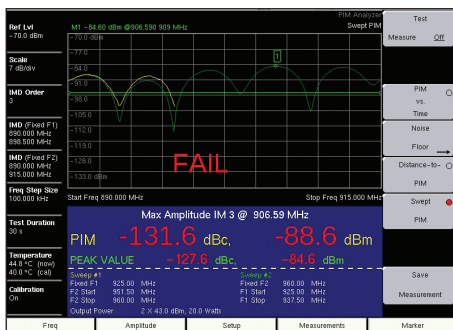 PIM Analyzer
Ref Lvl
-70.0 dBm
M1 -84.60 dBm @906.590 909 MHz
Swept PIM
-70.0 dBm
-77.0
-84.0
-91.0
-98.0
-105.0
-112.0
-119.0
-126.0
-133.0 dBm
1
FAIL
Scale
7 dB/div
IMD Order
3
IMD (Fixed F1)
890.000 MHz
898.500 MHz
IMD (Fixed F2)
890.000 MHz
915.000 MHz
Freq Step Size
100.000 kHz
Test Duration
30 s
Temperature
44.8 °C (now)
40.0 °C (cal)
Calibration
On
Start Freq 890.000 MHz
Stop Freq 915.000 MHz
Max Amplitude IM 3 @ 906.59 MHz
PIM -131.6 dBc, -88.6 dBm
PEAK VALUE -127.6 dBc, -84.6 dBm
Sweep #1
Fixed F1 925.00 MHz
F2 Start 951.50 MHz
F2 Stop 960.00 MHz
Sweep #2
Fixed F2 960.00 MHz
F1 Start 925.00 MHz
F1 Stop 937.50 MHz
Output Power 2 X 43.0 dBm, 20.0 Watts
Test
Measure Off
PIM
vs.
Time
Noise
Floor
Distance-to-
PIM
Swept
PIM
Save
Measurement
Freq
Amplitude
Setup
Measurements
Marker